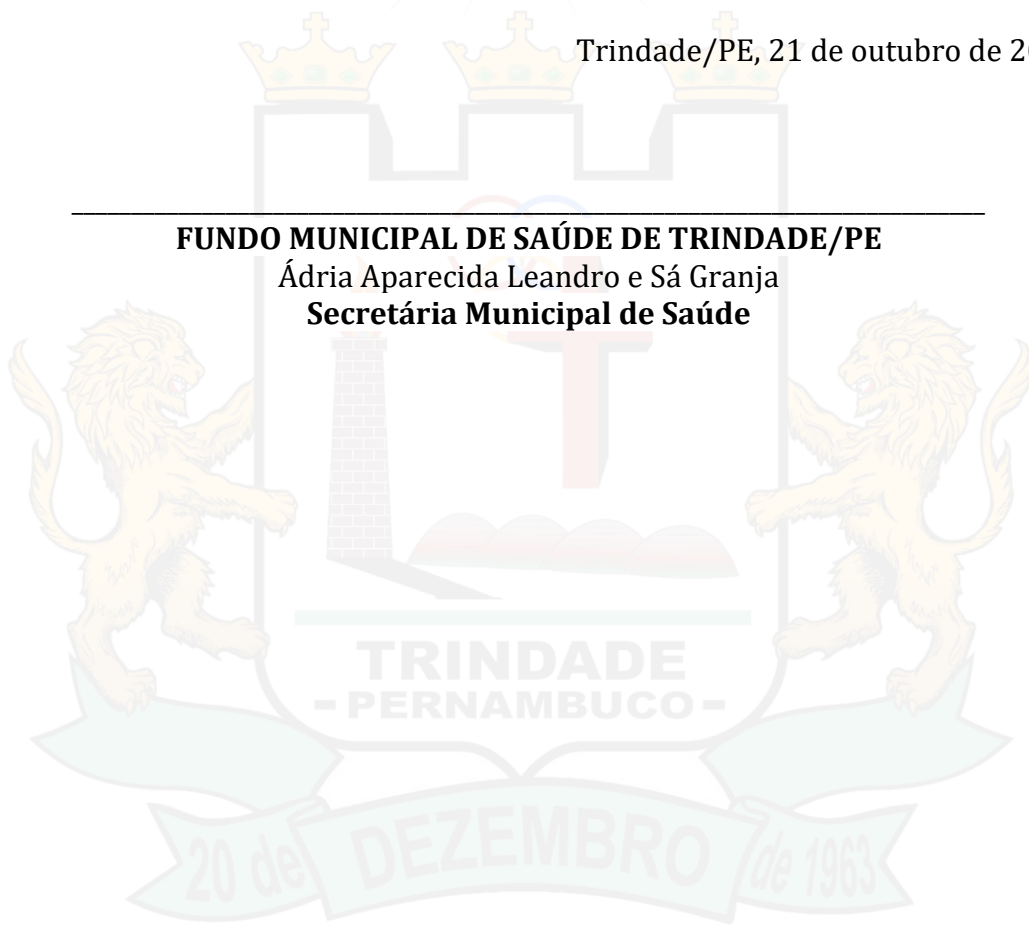 Trindade/PE, 21 de outubro de 2
FUNDO MUNICIPAL DE SAÚDE DE TRINDADE/PE
Ádria Aparecida Leandro e Sá Granja
Secretária Municipal de Saúde
TRINDADE
- PERNAMBUCO -
20 de DEZEMBRO de 1963